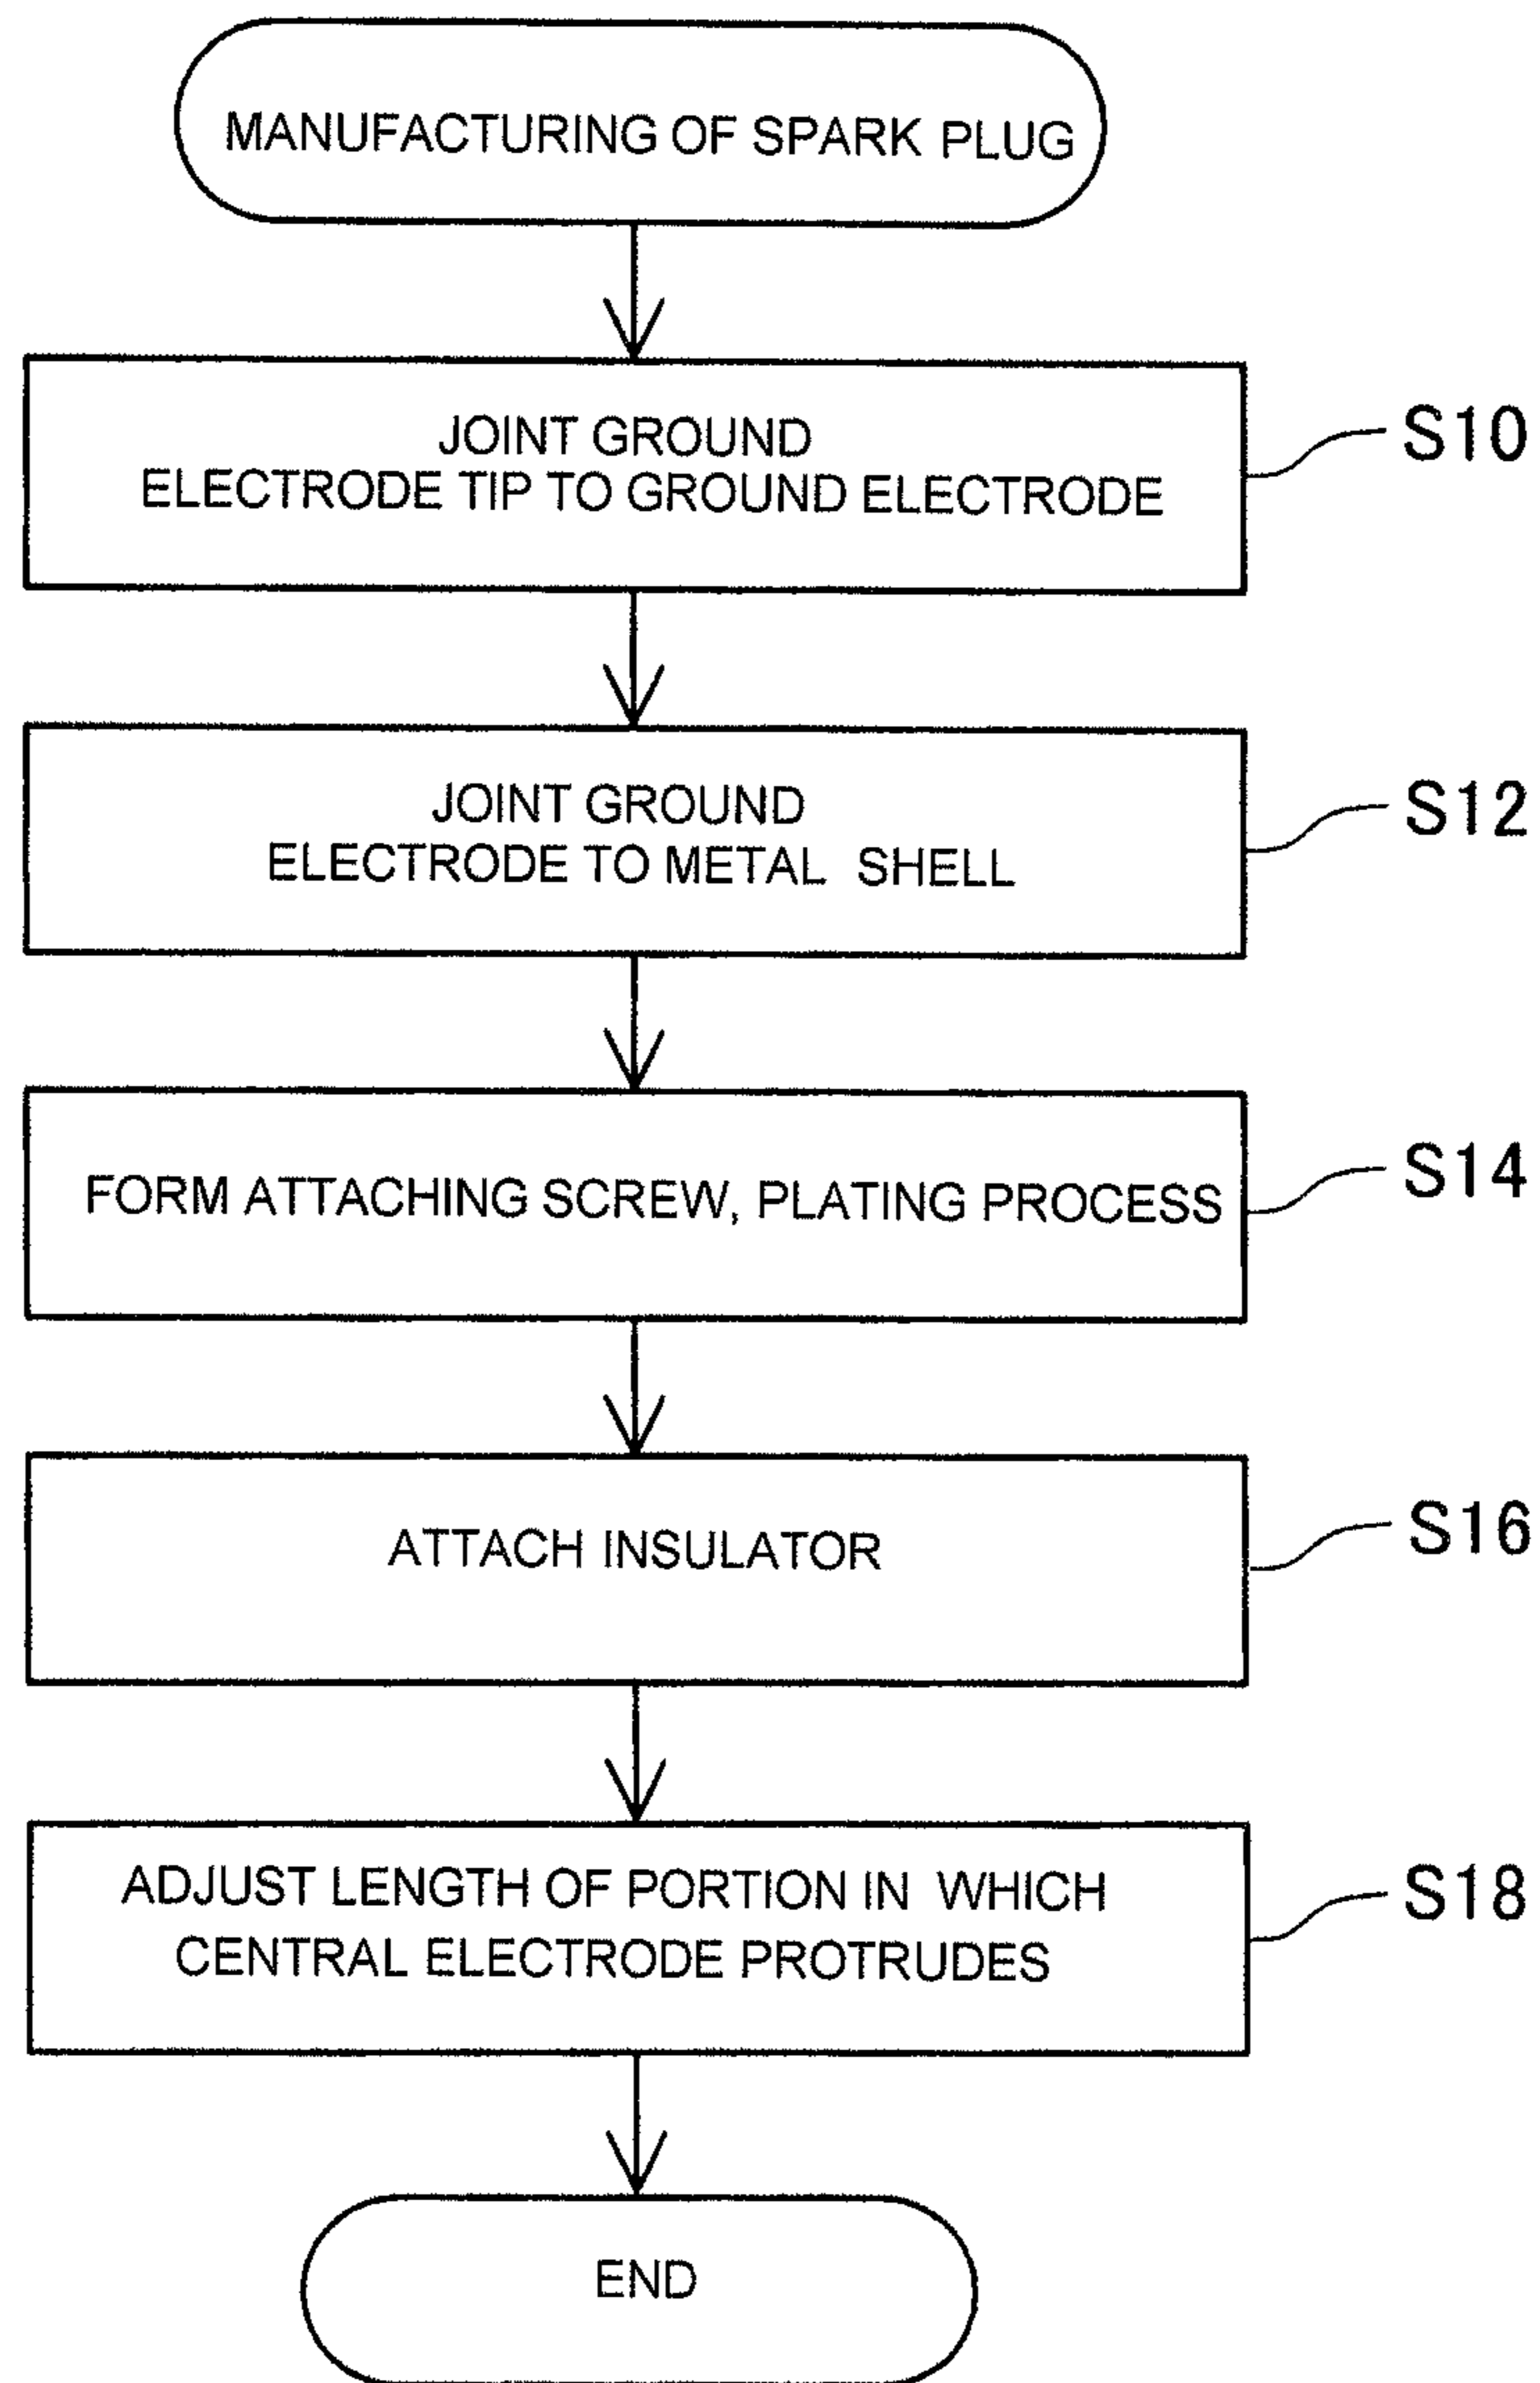 MANUFACTURING OF SPARK PLUG
JOINT GROUND
ELECTRODE TIP TO GROUND ELECTRODE
S10
JOINT GROUND
ELECTRODE TO METAL SHELL
S12
FORM ATTACHING SCREW, PLATING PROCESS
S14
ATTACH INSULATOR
S16
ADJUST LENGTH OF PORTION IN WHICH
CENTRAL ELECTRODE PROTRUDES
S18
END